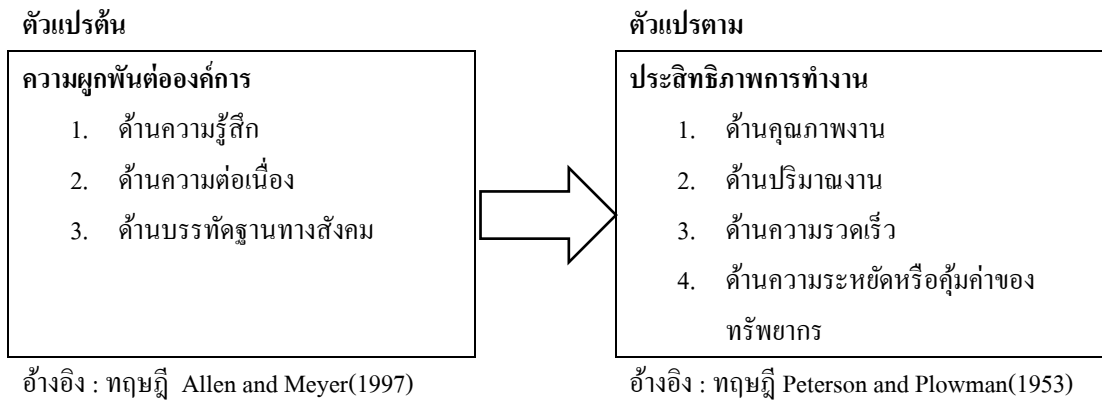 ตัวแปรต้น
ความผูกพันต่อองค์การ
1. ด้านความรู้สึก
2. ด้านความต่อเนื่อง
3. ด้านบรรทัดฐานทางสังคม
อ้างอิง : ทฤษฎี Allen and Meyer(1997)
ตัวแปรตาม
ประสิทธิภาพการทำงาน
1. ด้านคุณภาพงาน
2. ด้านปริมาณงาน
3. ด้านความรวดเร็ว
4. ด้านความระหยัดหรือคุ้มค่าของ
ทรัพยากร
อ้างอิง : ทฤษฎี Peterson and Plowman(1953)